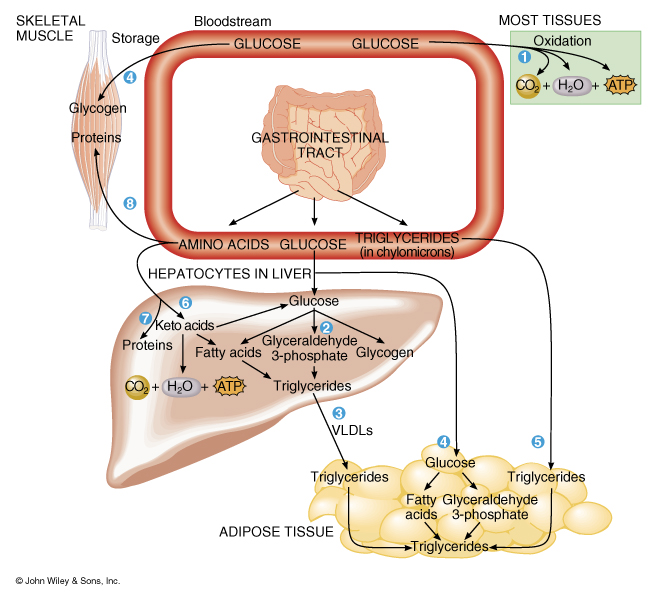 SKELETAL
MUSCLE
Storage
Bloodstream
GLUCOSE
GLUCOSE
MOST TISSUES
Oxidation
1
CO2 + H2O + ATP
4
Glycogen
Proteins
8
GASTROINTESTINAL
TRACT
AMINO ACIDS
GLUCOSE
TRIGLYCERIDES
(in chylomicrons)
HEPATOCYTES IN LIVER
Glucose
6
7
Keto acids
Proteins
2
Fatty acids
Glyceraldehyde
3-phosphate
Glycogen
CO2 + H2O + ATP
Triglycerides
3
VLDLs
4
5
Triglycerides
Glucose
Triglycerides
Fatty
acids
Glyceraldehyde
3-phosphate
ADIPOSE TISSUE
Triglycerides
© John Wiley & Sons, Inc.